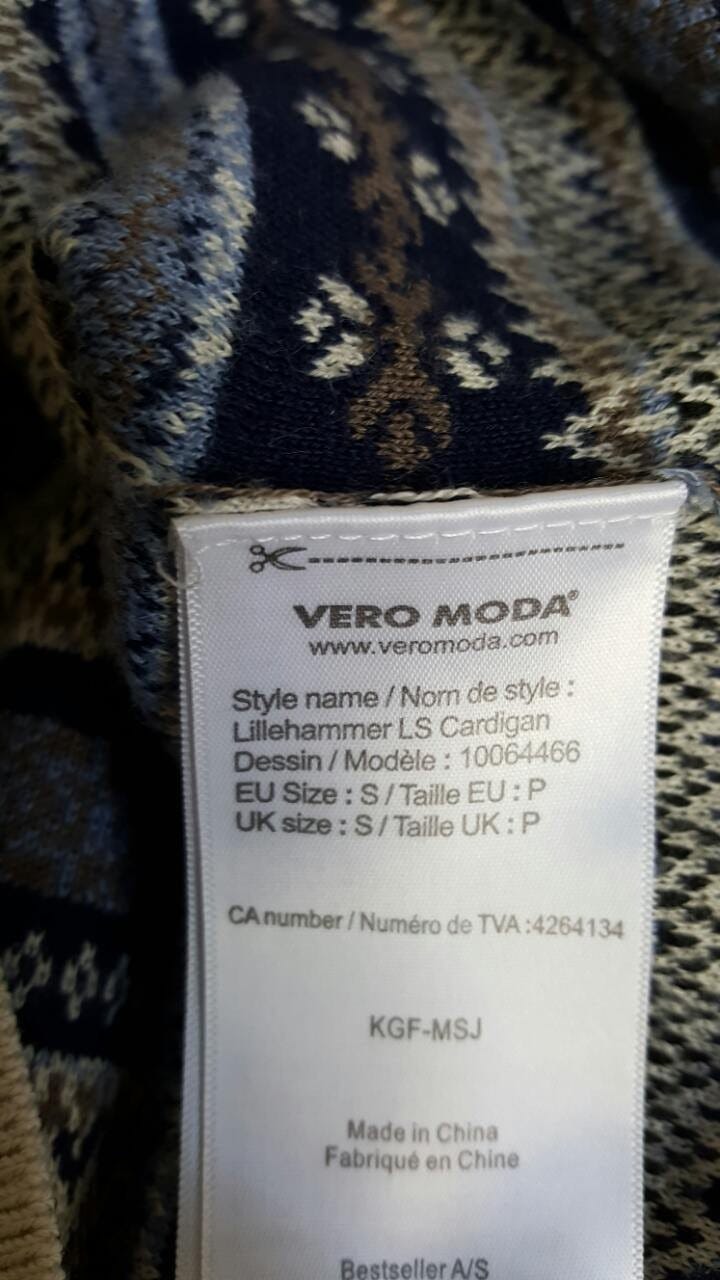 VERO MODA®
www.veromoda.com
Style name / Nom de style :
Lillehammer LS Cardigan
Dessin / Modèle : 10064466
EU Size : S / Taille EU : P
UK size : S / Taille UK : P
CA number / Numéro de TVA :4264134
KGF-MSJ
Made in China
Fabriqué en Chine
Bestseller A/S